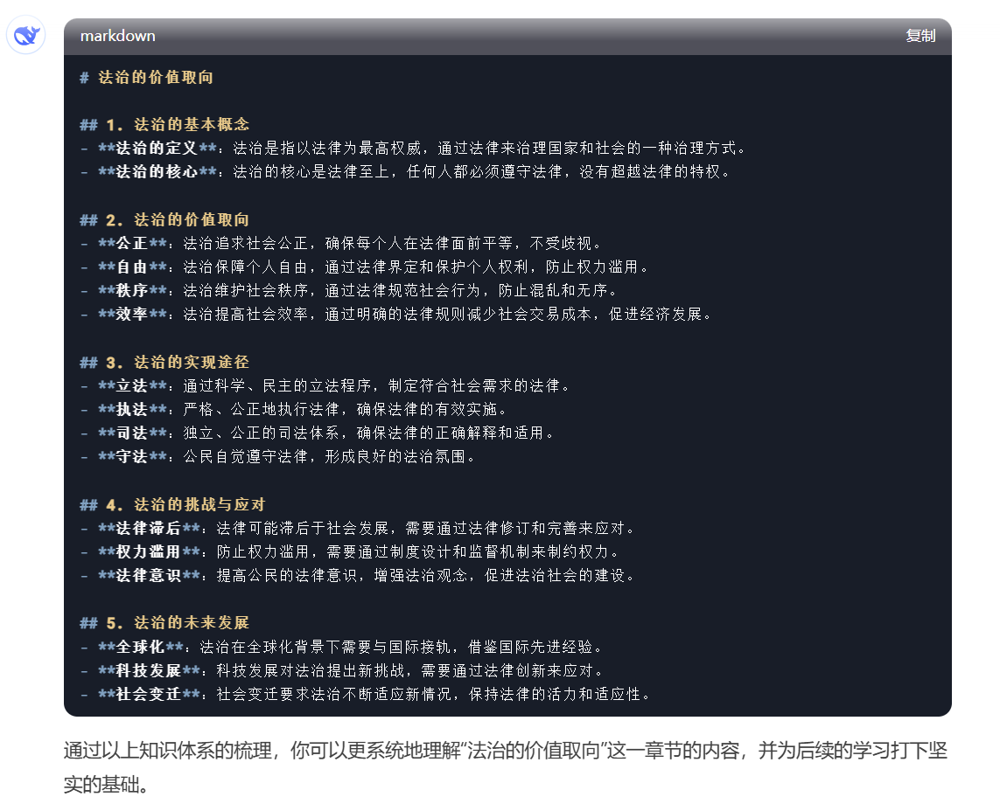 markdown
复制
# 法治的价值取向
## 1. 法治的基本概念
- **法治的定义**：法治是指以法律为最高权威，通过法律来治理国家和社会的一种治理方式。
- **法治的核心**：法治的核心是法律至上，任何人都必须遵守法律，没有超越法律的特权。
## 2. 法治的价值取向
- **公正**：法治追求社会公正，确保每个人在法律面前平等，不受歧视。
- **自由**：法治保障个人自由，通过法律界定和保护个人权利，防止权力滥用。
- **秩序**：法治维护社会秩序，通过法律规范社会行为，防止混乱和无序。
- **效率**：法治提高社会效率，通过明确的法律规则减少社会交易成本，促进经济发展。
## 3. 法治的实现途径
- **立法**：通过科学、民主的立法程序，制定符合社会需求的法律。
- **执法**：严格、公正地执行法律，确保法律的有效实施。
- **司法**：独立、公正的司法体系，确保法律的正确解释和适用。
- **守法**：公民自觉遵守法律，形成良好的法治氛围。
## 4. 法治的挑战与应对
- **法律滞后**：法律可能滞后于社会发展，需要通过法律修订和完善来应对。
- **权力滥用**：防止权力滥用，需要通过制度设计和监督机制来制约权力。
- **法律意识**：提高公民的法律意识，增强法治观念，促进法治社会的建设。
## 5. 法治的未来发展
- **全球化**：法治在全球化背景下需要与国际接轨，借鉴国际先进经验。
- **科技发展**：科技发展对法治提出新挑战，需要通过法律创新来应对。
- **社会变迁**：社会变迁要求法治不断适应新情况，保持法律的活力和适应性。
通过以上知识体系的梳理，你可以更系统地理解“法治的价值取向”这一章节的内容，并为后续的学习打下坚
实的基础。